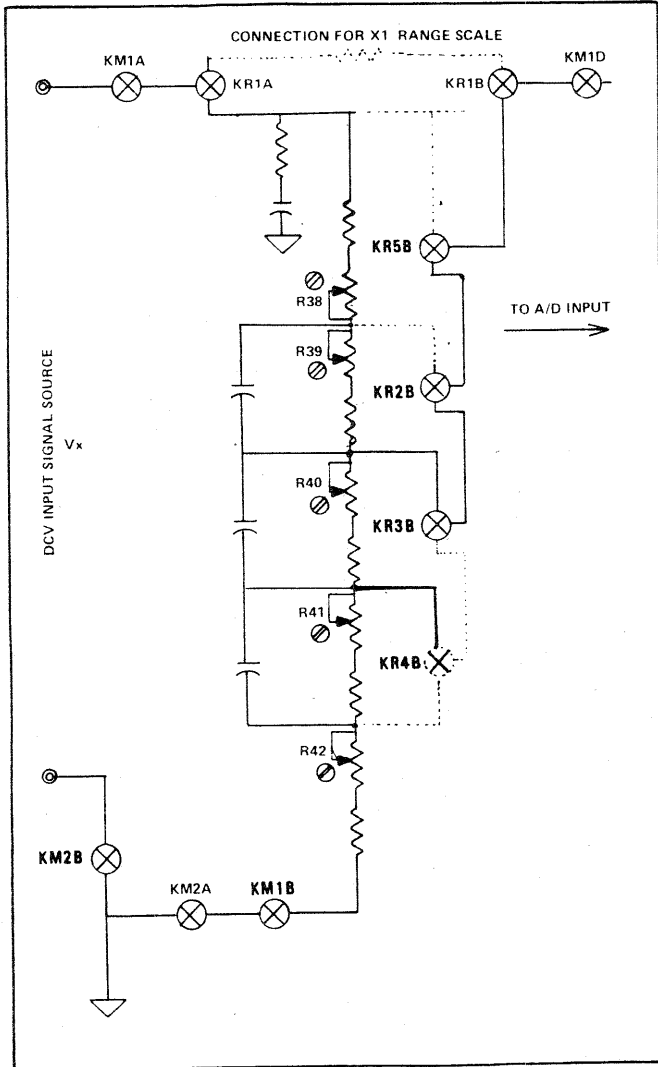 CONNECTION FOR X1 RANGE SCALE
KM1A
KR1A
KR1B
KM1D
KR5B
R38
TO A/D INPUT
R39
KR2B
DCV INPUT SIGNAL SOURCE
Vx
R40
KR3B
R41
KR4B
R42
KM2B
KM2A
KM1B